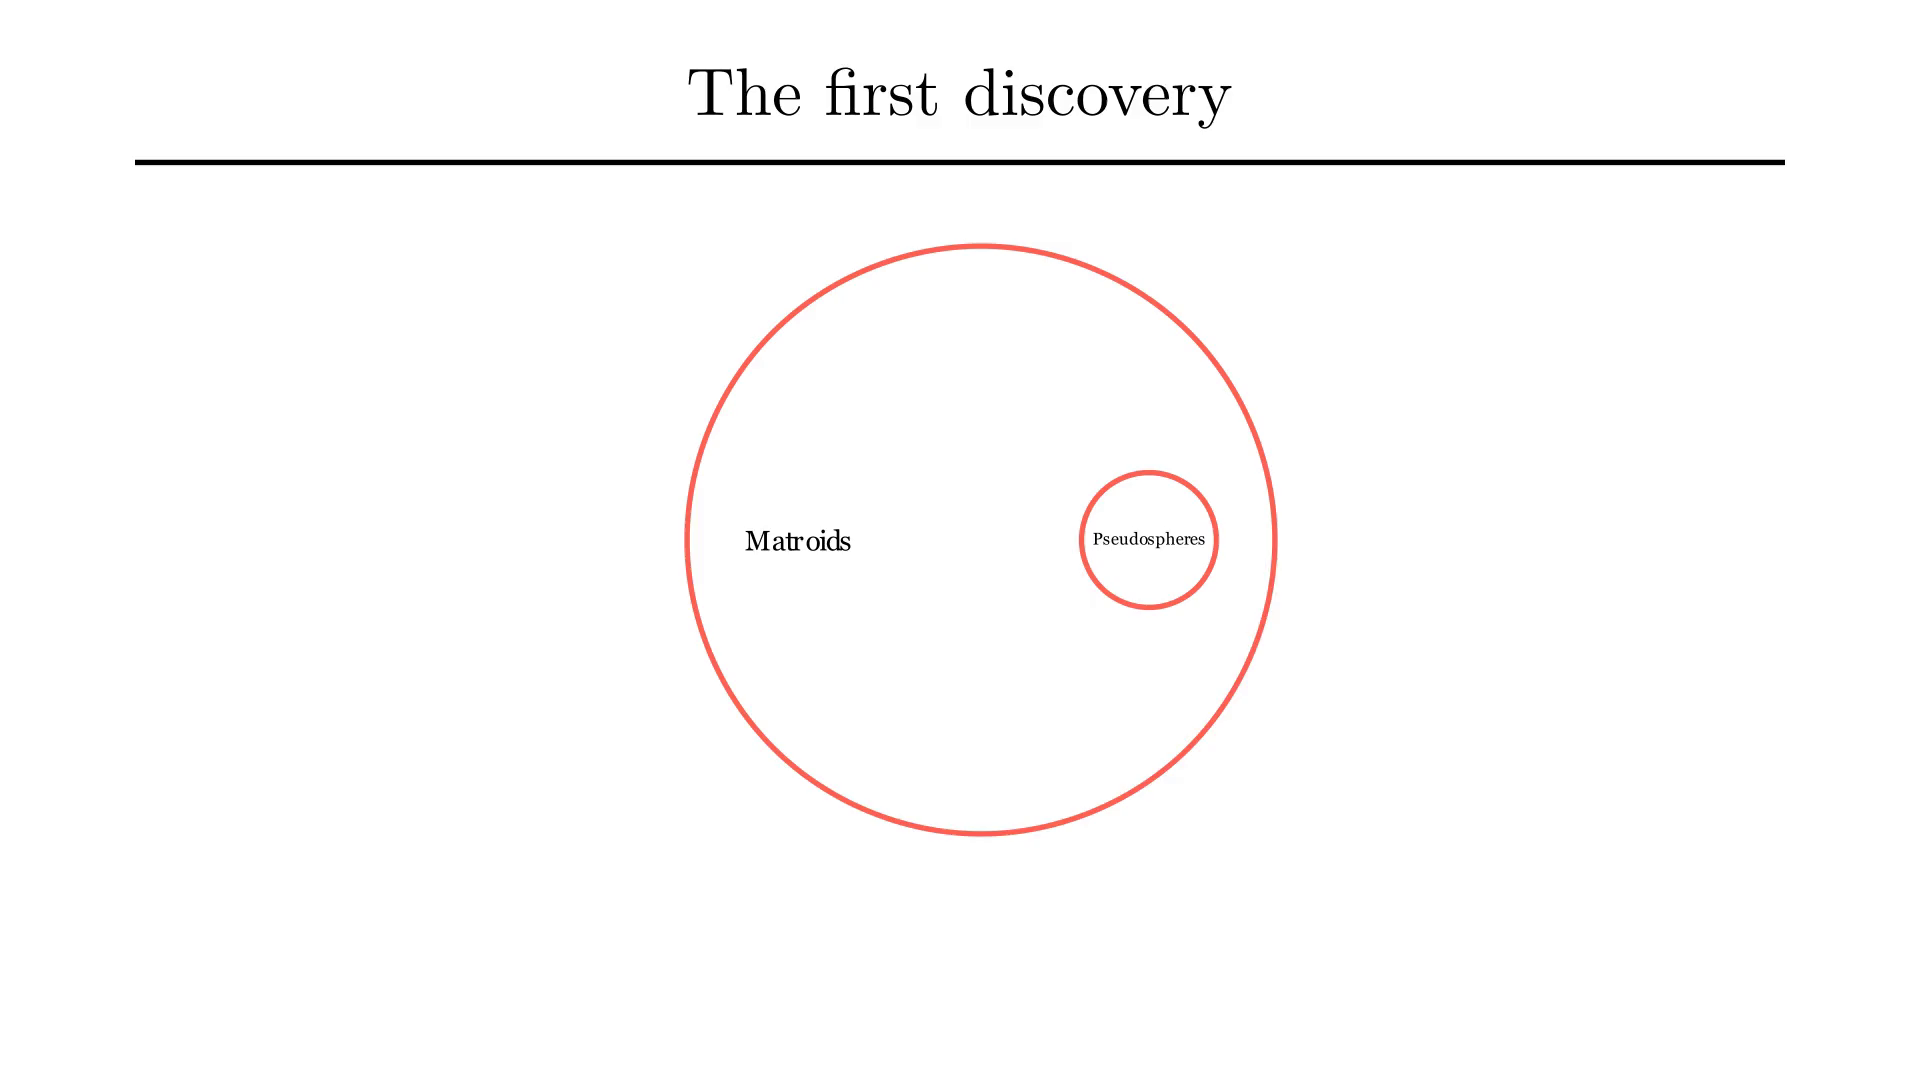 The first discovery
Matroids
Pseudospheres